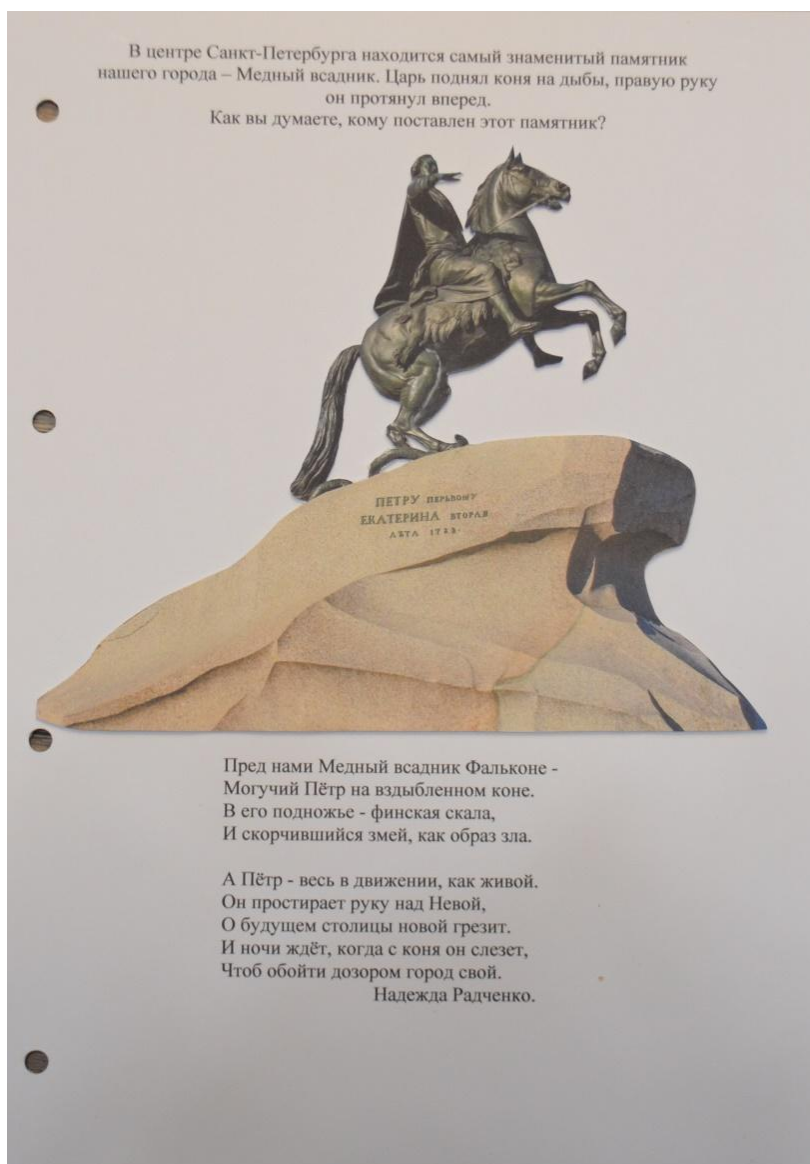 В центре Санкт-Петербурга находится самый знаменитый памятник
нашего города – Медный всадник. Царь поднял коня на дыбы, правую руку
он протянул вперед.
Как вы думаете, кому поставлен этот памятник?
ПЕТРУ ПЕРЬВОМУ
ЕКАТЕРИНА ВТОРАЯ
ЛѢТА 1782.
Пред нами Медный всадник Фальконе -
Могучий Пётр на вздыбленном коне.
В его подножье - финская скала,
И скорчившийся змей, как образ зла.
А Пётр - весь в движении, как живой.
Он простирает руку над Невой,
О будущем столицы новой грезит.
И ночи ждёт, когда с коня он слезет,
Чтоб обойти дозором город свой.
Надежда Радченко.